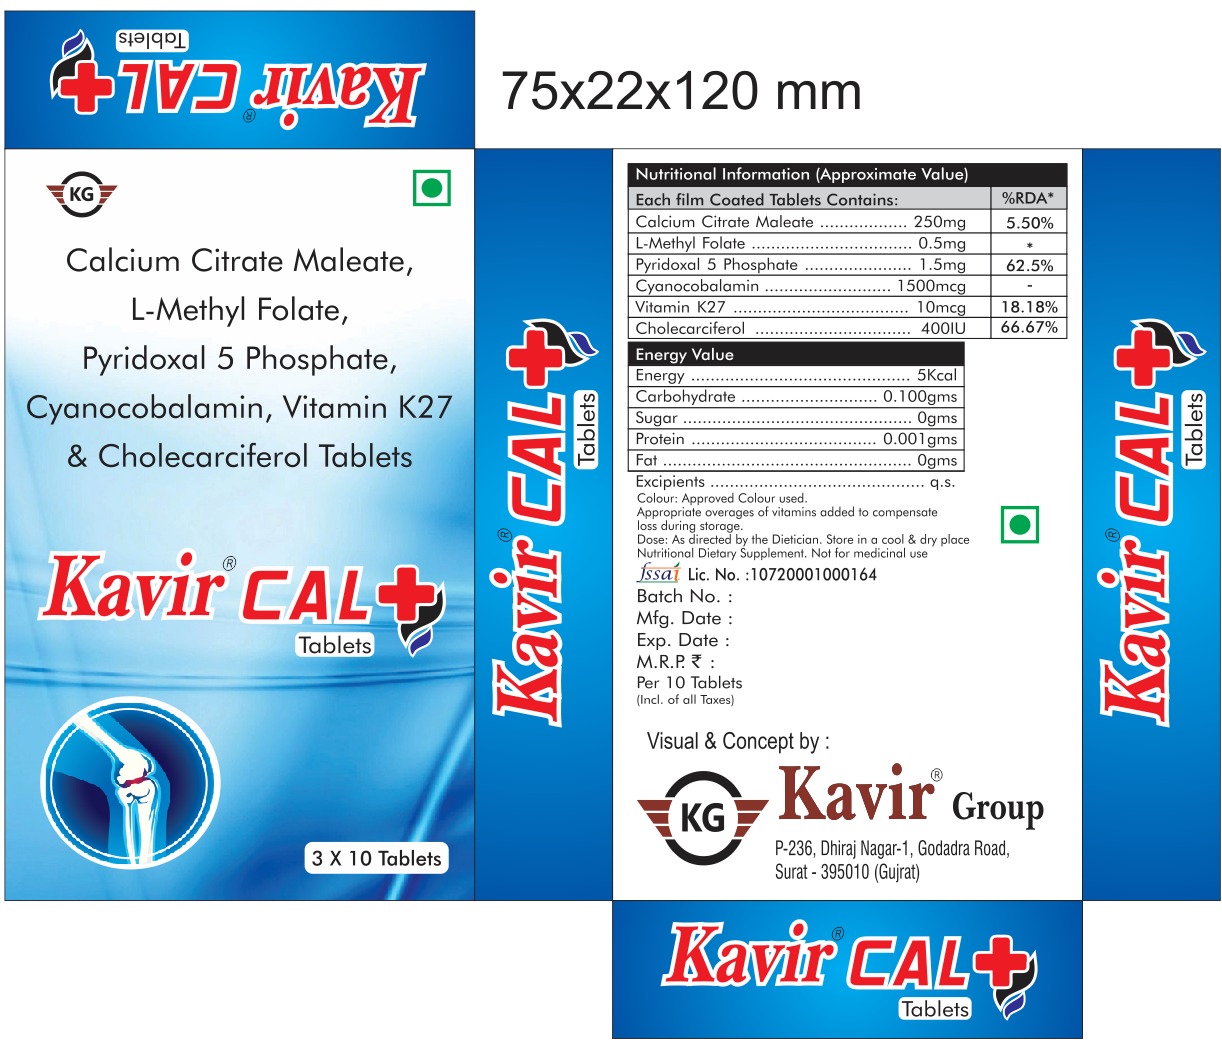 Kavir® CAL
Tablets
75x22x120 mm
KG
Calcium Citrate Maleate,
L-Methyl Folate,
Pyridoxal 5 Phosphate,
Cyanocobalamin, Vitamin K27
& Cholecarciferol Tablets
Kavir® CAL
Tablets
3 X 10 Tablets
Kavir® CAL
Tablets
Nutritional Information (Approximate Value)
Each film Coated Tablets Contains: %RDA*
Calcium Citrate Maleate .................. 250mg 5.50%
L-Methyl Folate ................................. 0.5mg *
Pyridoxal 5 Phosphate ...................... 1.5mg 62.5%
Cyanocobalamin .......................... 1500mcg -
Vitamin K27 .................................... 10mcg 18.18%
Cholecarciferol ................................ 400IU 66.67%
Energy Value
Energy ............................................. 5Kcal
Carbohydrate ............................ 0.100gms
Sugar ............................................... 0gms
Protein ...................................... 0.001gms
Fat ................................................... 0gms
Excipients ............................................ q.s.
Colour: Approved Colour used.
Appropriate overages of vitamins added to compensate
loss during storage.
Dose: As directed by the Dietician. Store in a cool & dry place
Nutritional Dietary Supplement. Not for medicinal use
fssai Lic. No. :10720001000164
Batch No. :
Mfg. Date :
Exp. Date :
M.R.P. ₹ :
Per 10 Tablets
(Incl. of all Taxes)
Visual & Concept by :
KG Kavir® Group
P-236, Dhiraj Nagar-1, Godadra Road,
Surat - 395010 (Gujrat)
Kavir® CAL
Tablets
Kavir® CAL
Tablets